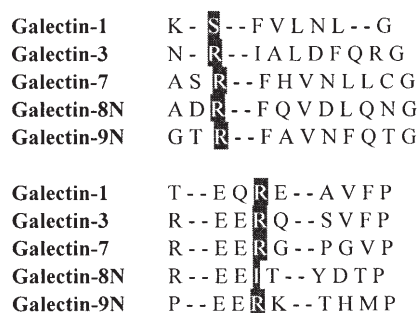 Galectin-1 K - S - - F V L N L - - G
Galectin-3 N - R - - I A L D F Q R G
Galectin-7 A S R - - F H V N L L C G
Galectin-8N A D R - - F Q V D L Q N G
Galectin-9N G T R - - F A V N F Q T G
Galectin-1 T - - E Q R E - - A V F P
Galectin-3 R - - E E R Q - - S V F P
Galectin-7 R - - E E R G - - P G V P
Galectin-8N R - - E E I T - - Y D T P
Galectin-9N P - - E E R K - - T H M P